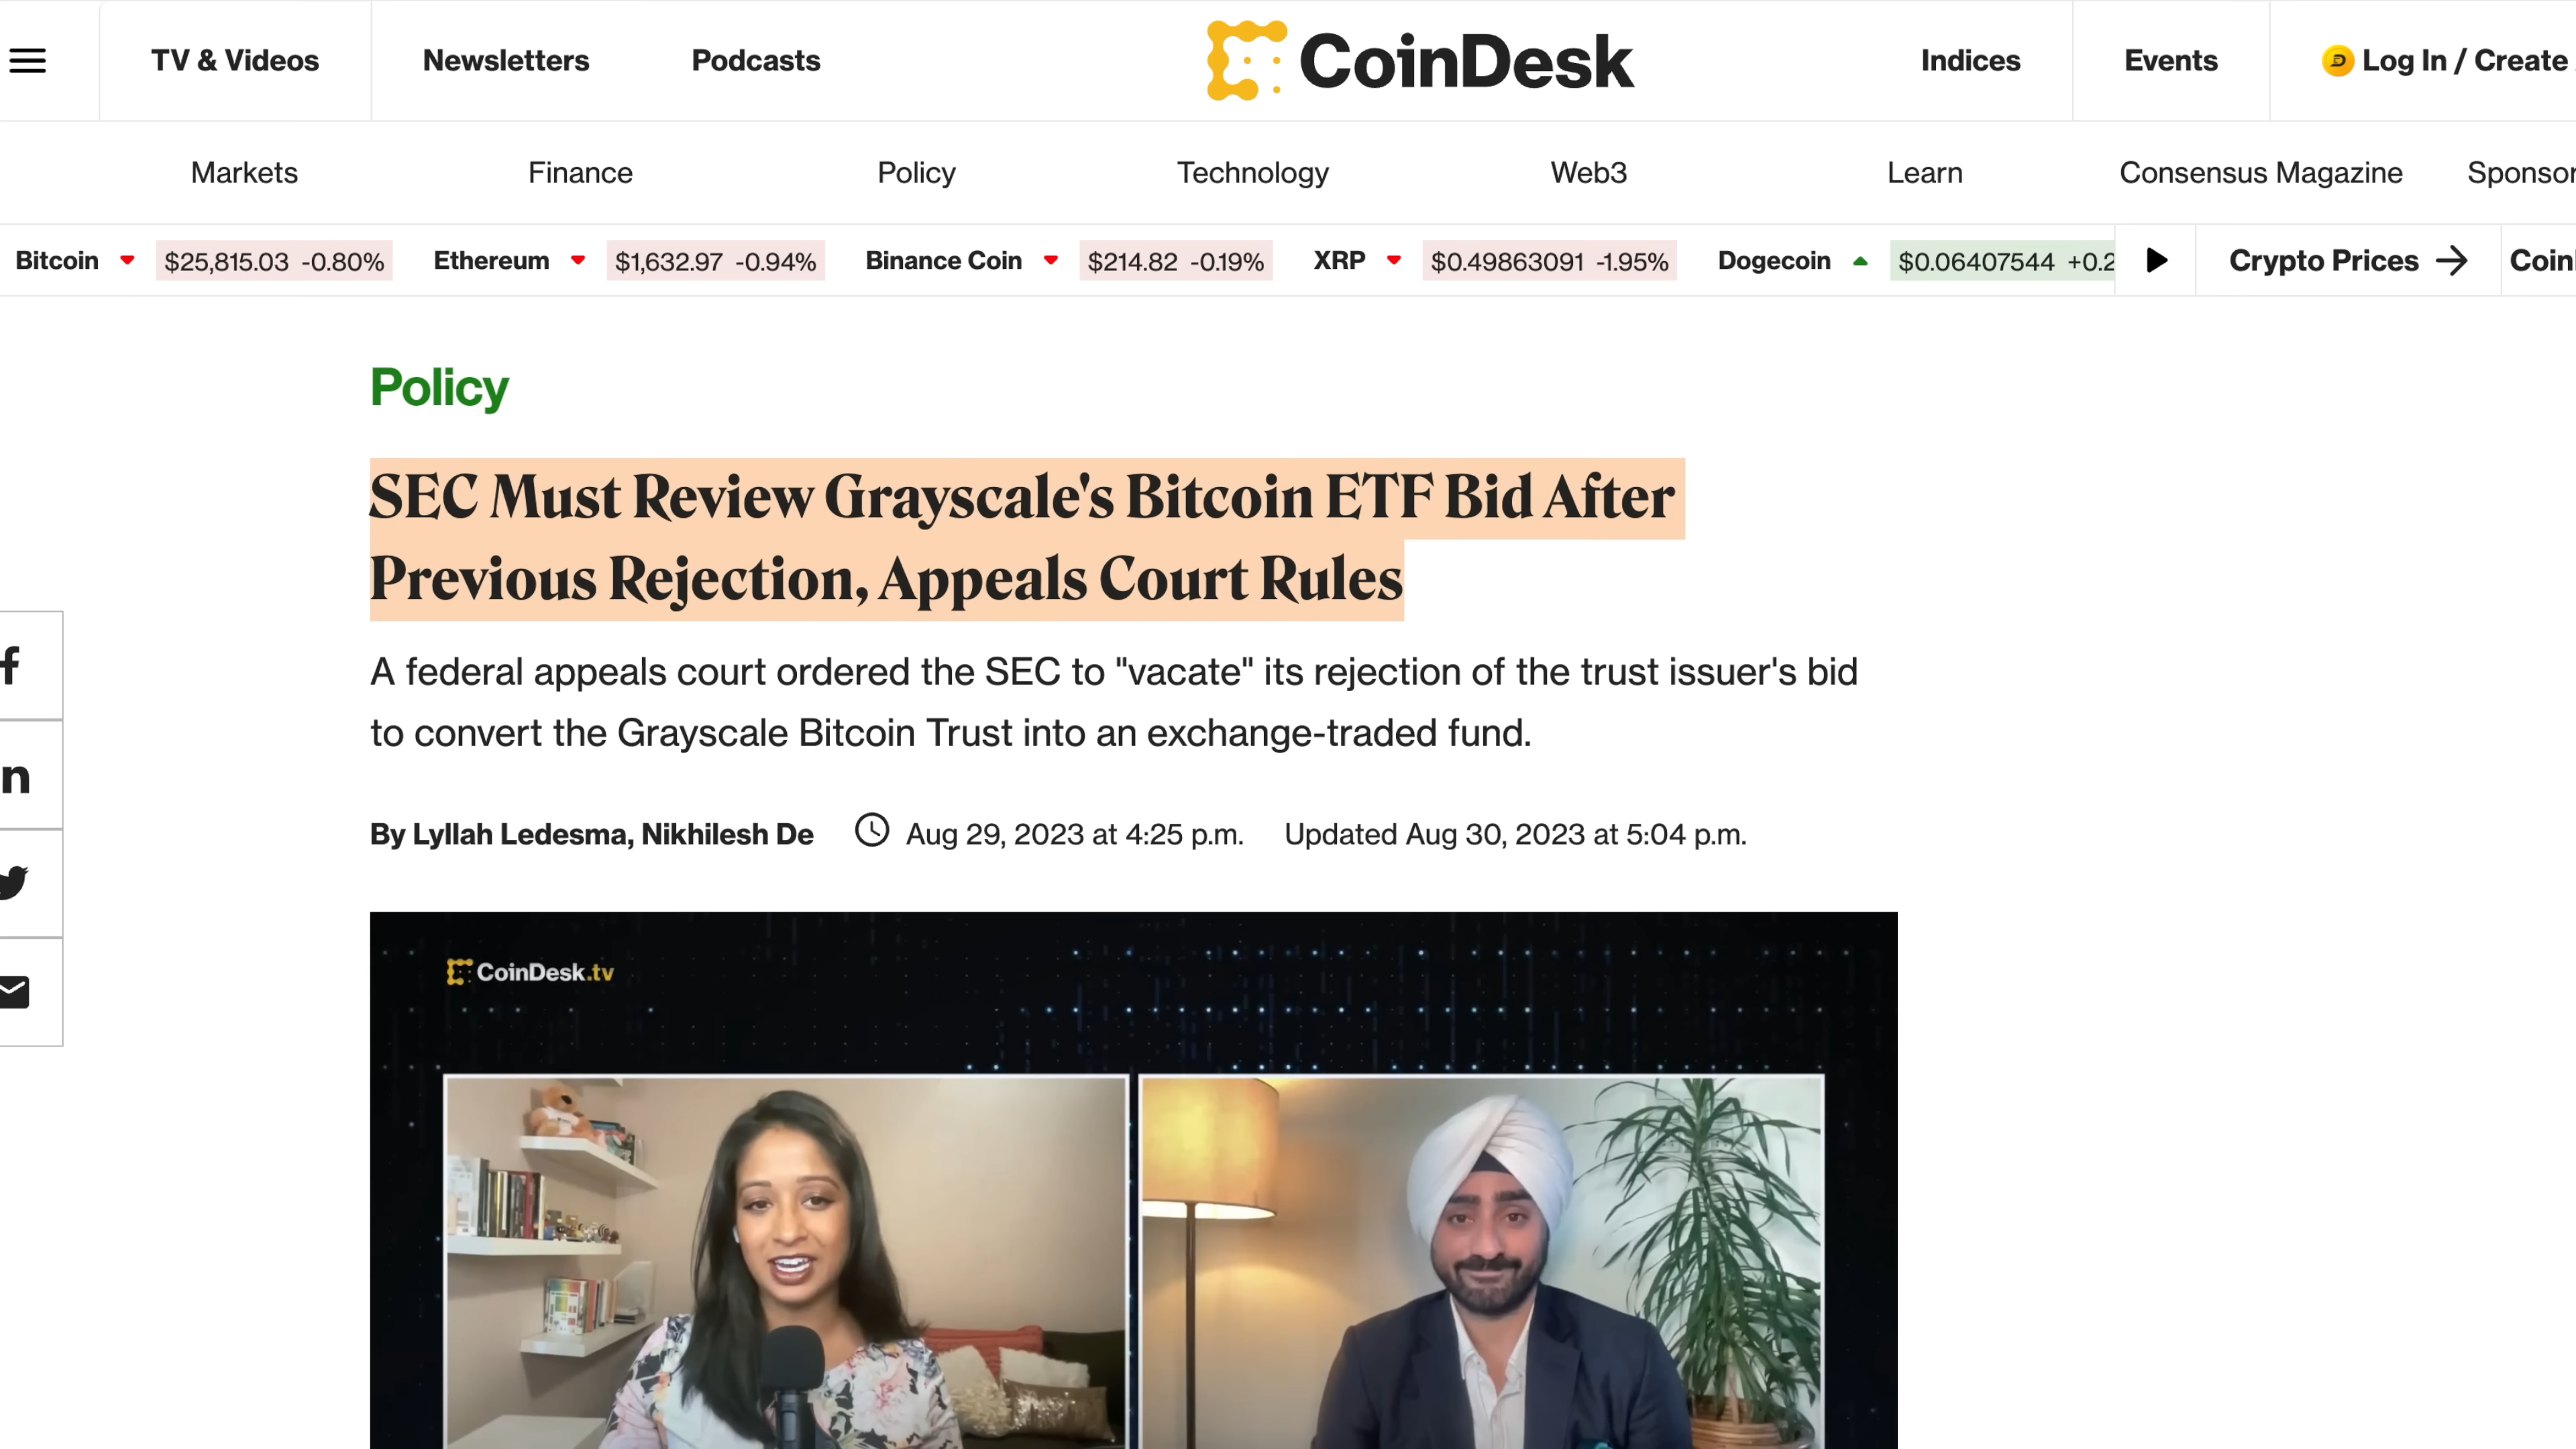 TV & Videos
Newsletters
Podcasts
CoinDesk
Indices
Events
Log In / Create
Markets
Finance
Policy
Technology
Web3
Learn
Consensus Magazine
Sponsor
Bitcoin $25,815.03 -0.80%
Ethereum $1,632.97 -0.94%
Binance Coin $214.82 -0.19%
XRP $0.49863091 -1.95%
Dogecoin $0.06407544 +0.2
Crypto Prices
Coin
Policy
SEC Must Review Grayscale's Bitcoin ETF Bid After
Previous Rejection, Appeals Court Rules
A federal appeals court ordered the SEC to "vacate" its rejection of the trust issuer's bid
to convert the Grayscale Bitcoin Trust into an exchange-traded fund.
By Lyllah Ledesma, Nikhilesh De
Aug 29, 2023 at 4:25 p.m.
Updated Aug 30, 2023 at 5:04 p.m.
CoinDesk.tv